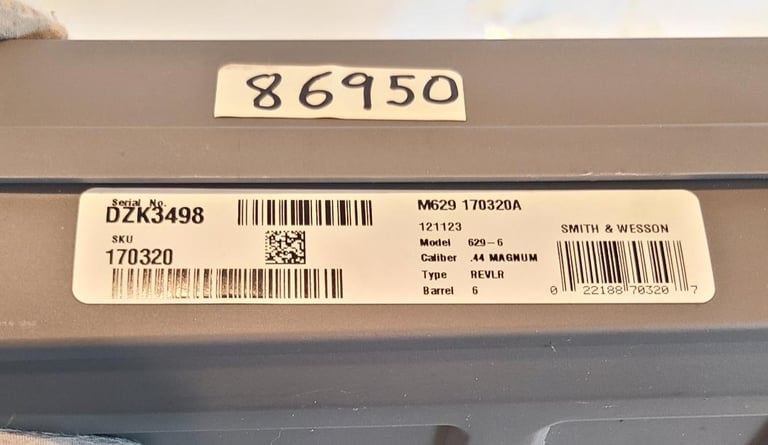 86950
Serial No.
DZK3498
SKU
170320
M629 170320A
121123
Model 629-6
Caliber .44 MAGNUM
Type REVLR
Barrel 6
SMITH & WESSON
0 22188 70320 7